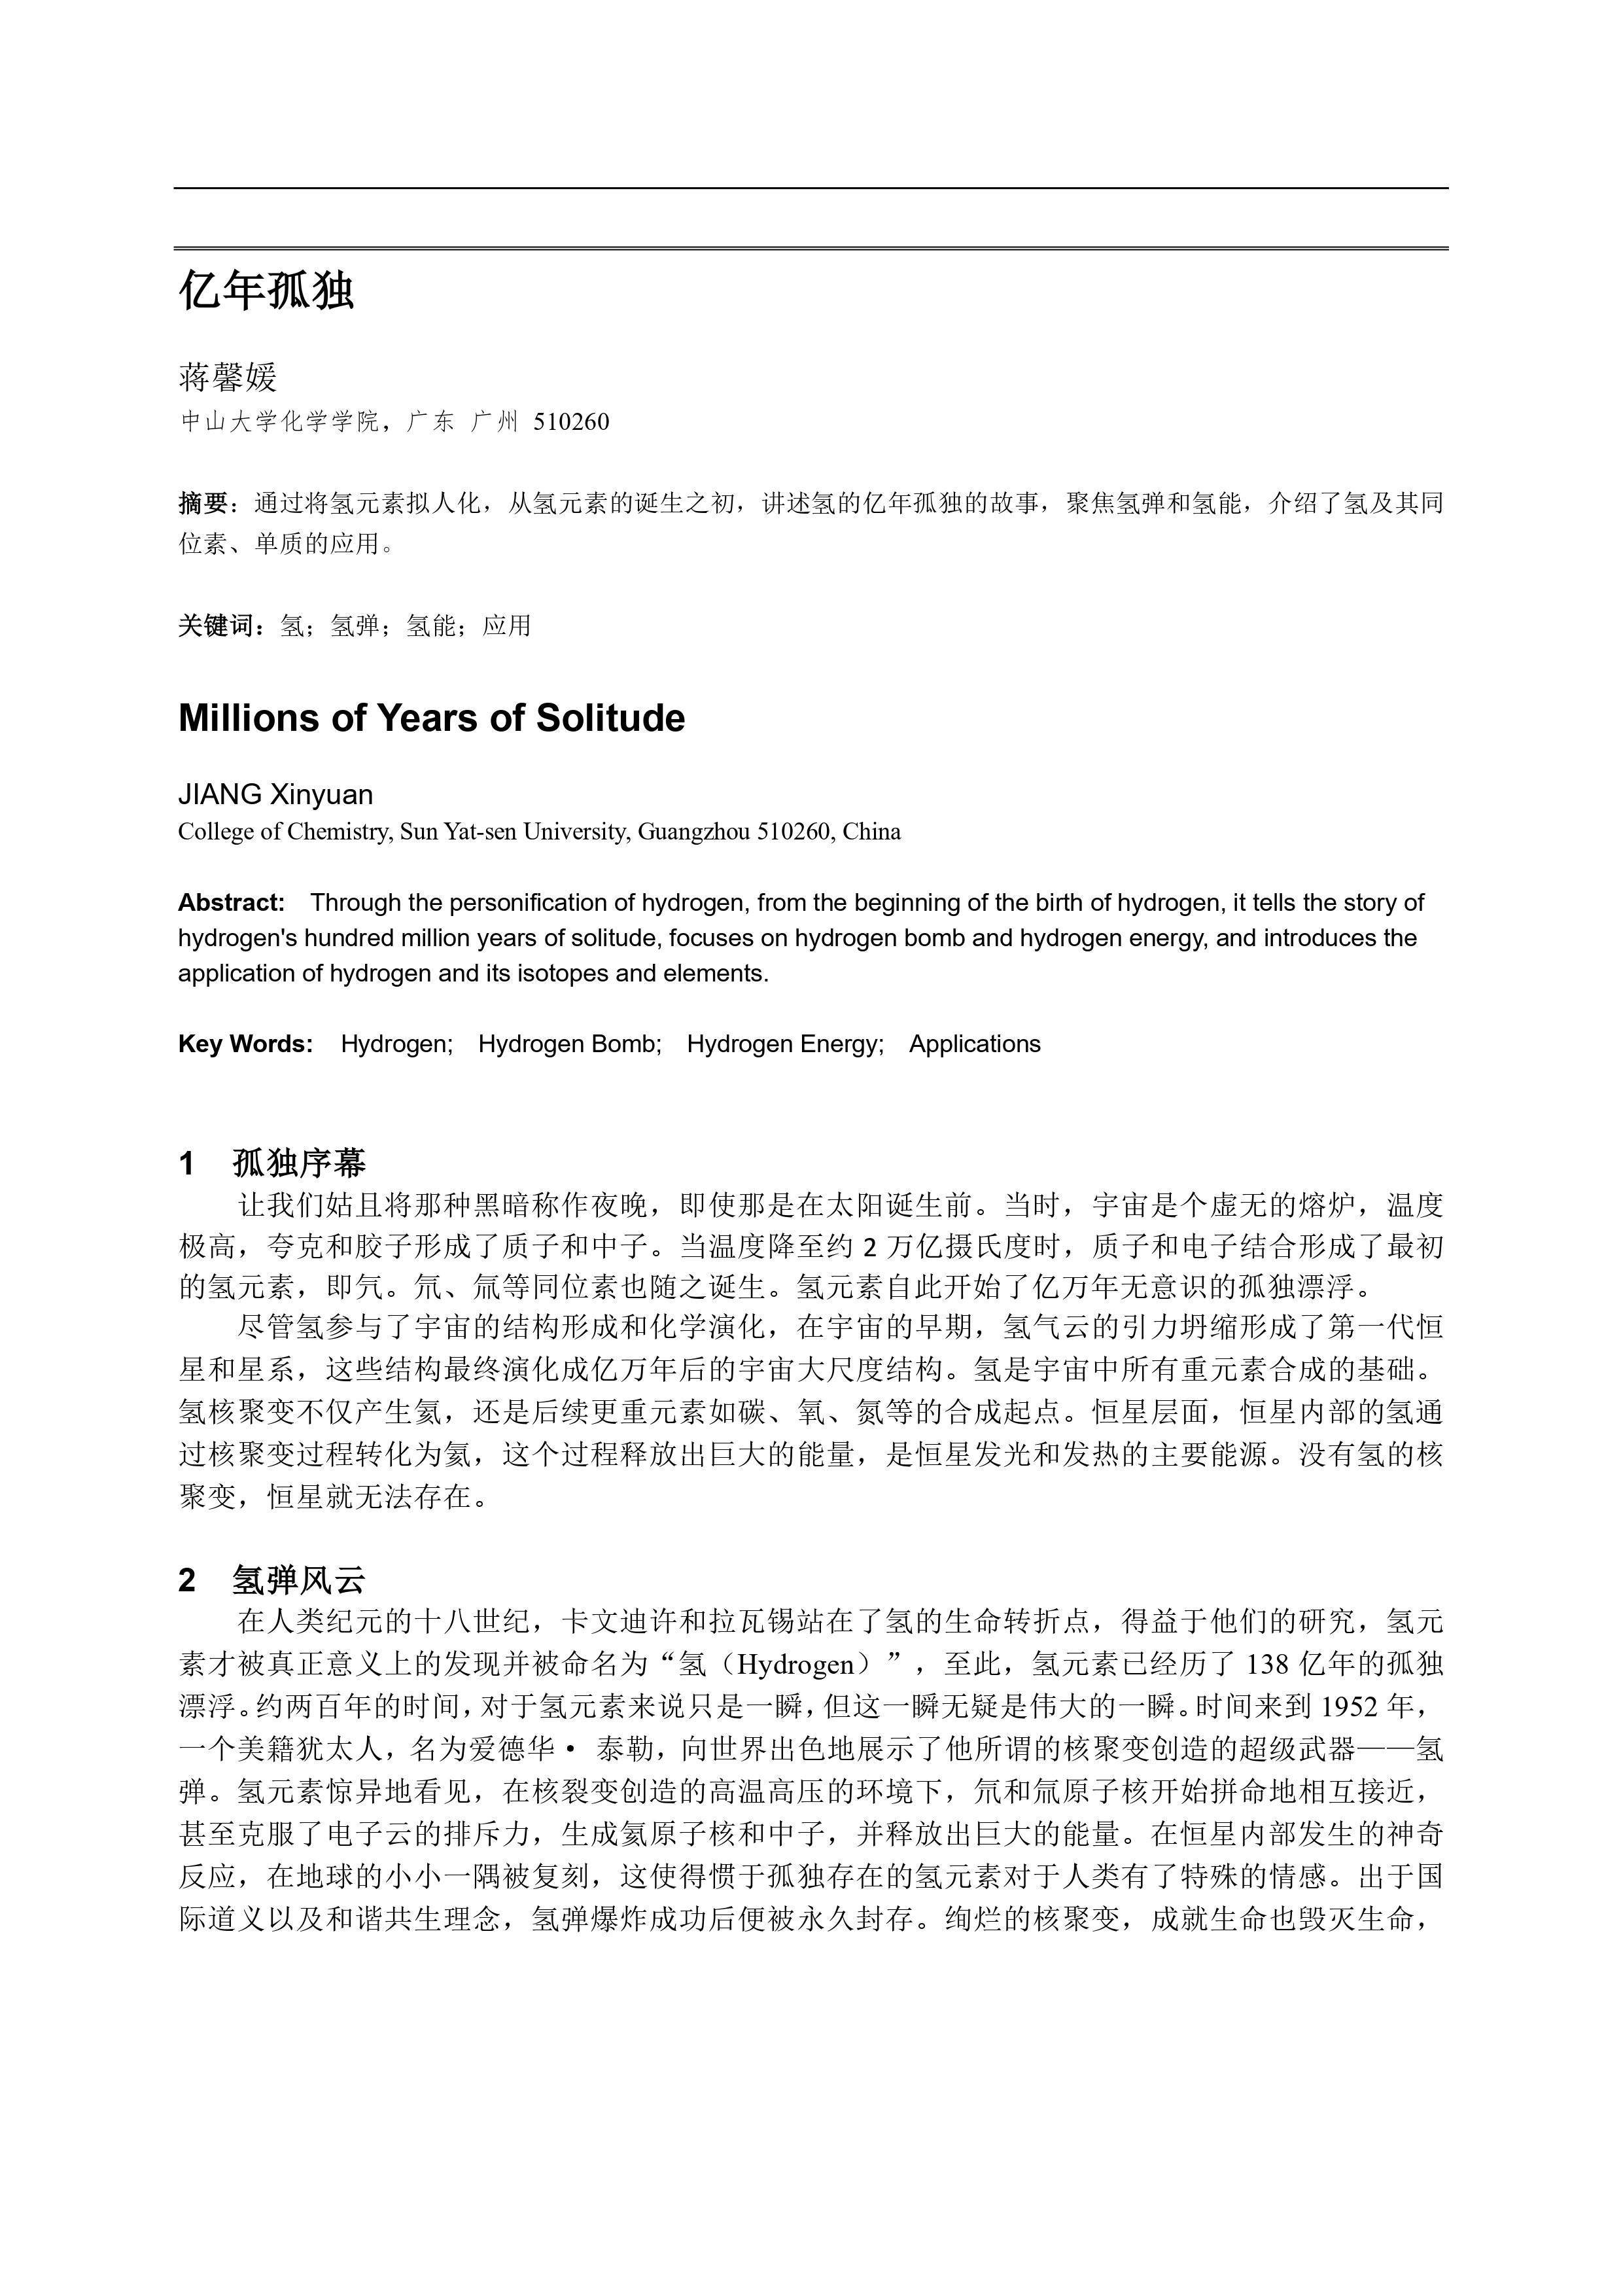 亿年孤独
蒋馨媛
中山大学化学学院，广东 广州 510260
摘要：通过将氢元素拟人化，从氢元素的诞生之初，讲述氢的亿年孤独的故事，聚焦氢弹和氢能，介绍了氢及其同
位素、单质的应用。
关键词：氢；氢弹；氢能；应用
Millions of Years of Solitude
JIANG Xinyuan
College of Chemistry, Sun Yat-sen University, Guangzhou 510260, China
Abstract: Through the personification of hydrogen, from the beginning of the birth of hydrogen, it tells the story of
hydrogen's hundred million years of solitude, focuses on hydrogen bomb and hydrogen energy, and introduces the
application of hydrogen and its isotopes and elements.
Key Words: Hydrogen; Hydrogen Bomb; Hydrogen Energy; Applications
1 孤独序幕
让我们姑且将那种黑暗称作夜晚，即使那是在太阳诞生前。当时，宇宙是个虚无的熔炉，温度
极高，夸克和胶子形成了质子和中子。当温度降至约 2 万亿摄氏度时，质子和电子结合形成了最初
的氢元素，即氕。氘、氚等同位素也随之诞生。氢元素自此开始了亿万年无意识的孤独漂浮。
尽管氢参与了宇宙的结构形成和化学演化，在宇宙的早期，氢气云的引力坍缩形成了第一代恒
星和星系，这些结构最终演化成亿万年后的宇宙大尺度结构。氢是宇宙中所有重元素合成的基础。
氢核聚变不仅产生氦，还是后续更重元素如碳、氧、氮等的合成起点。恒星层面，恒星内部的氢通
过核聚变过程转化为氦，这个过程释放出巨大的能量，是恒星发光和发热的主要能源。没有氢的核
聚变，恒星就无法存在。
2 氢弹风云
在人类纪元的十八世纪，卡文迪许和拉瓦锡站在了氢的生命转折点，得益于他们的研究，氢元
素才被真正意义上的发现并被命名为“氢（Hydrogen）”，至此，氢元素已经历了 138 亿年的孤独
漂浮。约两百年的时间，对于氢元素来说只是一瞬，但这一瞬无疑是伟大的一瞬。时间来到 1952 年，
一个美籍犹太人，名为爱德华• 泰勒，向世界出色地展示了他所谓的核聚变创造的超级武器——氢
弹。氢元素惊异地看见，在核裂变创造的高温高压的环境下，氘和氚原子核开始拼命地相互接近，
甚至克服了电子云的排斥力，生成氦原子核和中子，并释放出巨大的能量。在恒星内部发生的神奇
反应，在地球的小小一隅被复刻，这使得惯于孤独存在的氢元素对于人类有了特殊的情感。出于国
际道义以及和谐共生理念，氢弹爆炸成功后便被永久封存。绚烂的核聚变，成就生命也毁灭生命，